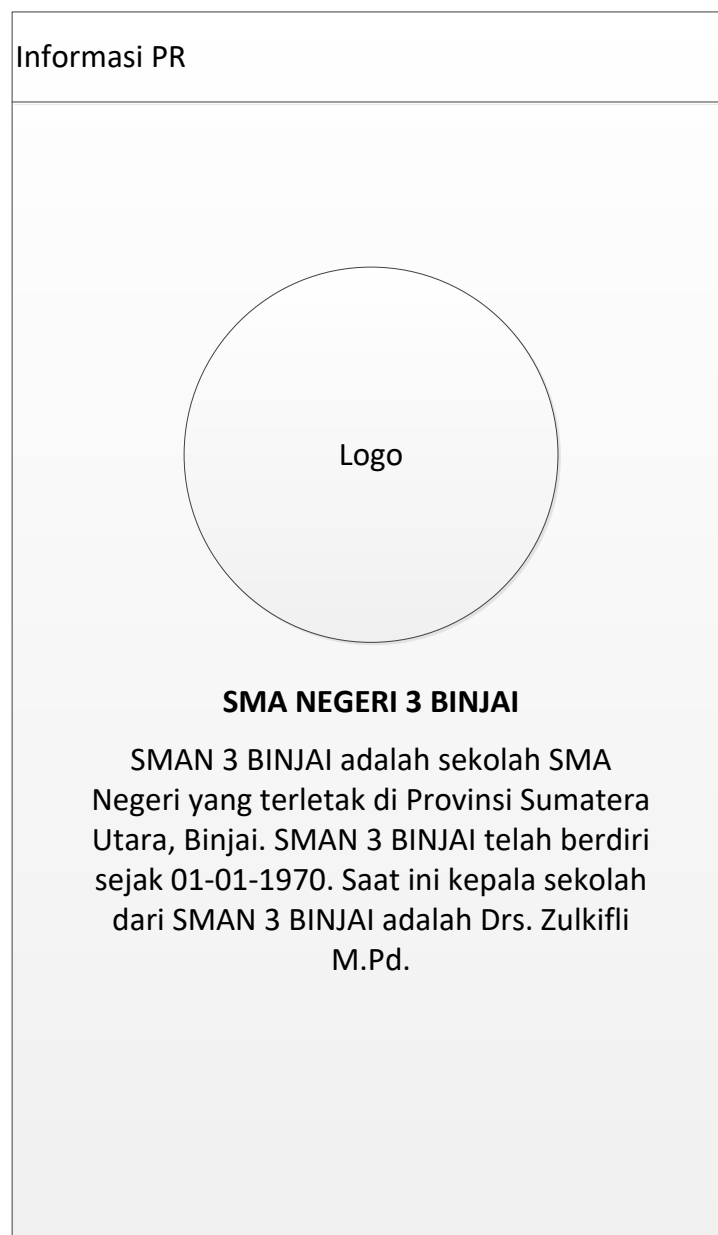 Informasi PR
Logo
SMA NEGERI 3 BINJAI
SMAN 3 BINJAI adalah sekolah SMA
Negeri yang terletak di Provinsi Sumatera
Utara, Binjai. SMAN 3 BINJAI telah berdiri
sejak 01-01-1970. Saat ini kepala sekolah
dari SMAN 3 BINJAI adalah Drs. Zulkifli
M.Pd.